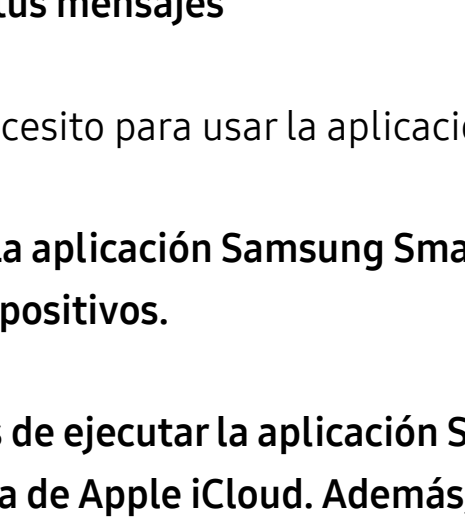 tus mensajes
cesito para usar la aplicaci
la aplicación Samsung Sma
positivos.
s de ejecutar la aplicación S
a de Apple iCloud. Además,